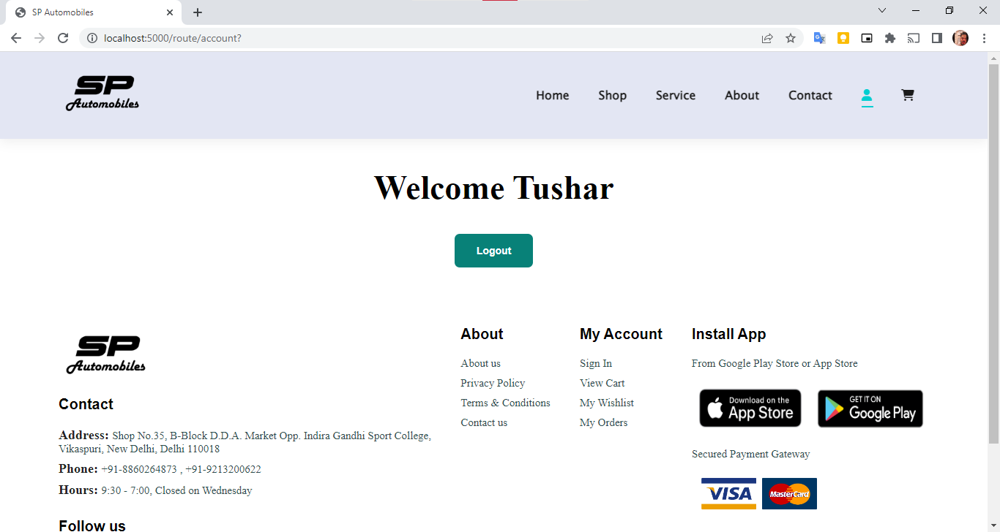 SP Automobiles
localhost:5000/route/account?
SP
Automobiles
Home
Shop
Service
About
Contact
Welcome Tushar
Logout
SP
Automobiles
Contact
Address: Shop No.35, B-Block D.D.A. Market Opp. Indira Gandhi Sport College,
Vikaspuri, New Delhi, Delhi 110018
Phone: +91-8860264873 , +91-9213200622
Hours: 9:30 - 7:00, Closed on Wednesday
Follow us
About
About us
Privacy Policy
Terms & Conditions
Contact us
My Account
Sign In
View Cart
My Wishlist
My Orders
Install App
From Google Play Store or App Store
Download on the
App Store
GET IT ON
Google Play
Secured Payment Gateway
VISA
MasterCard